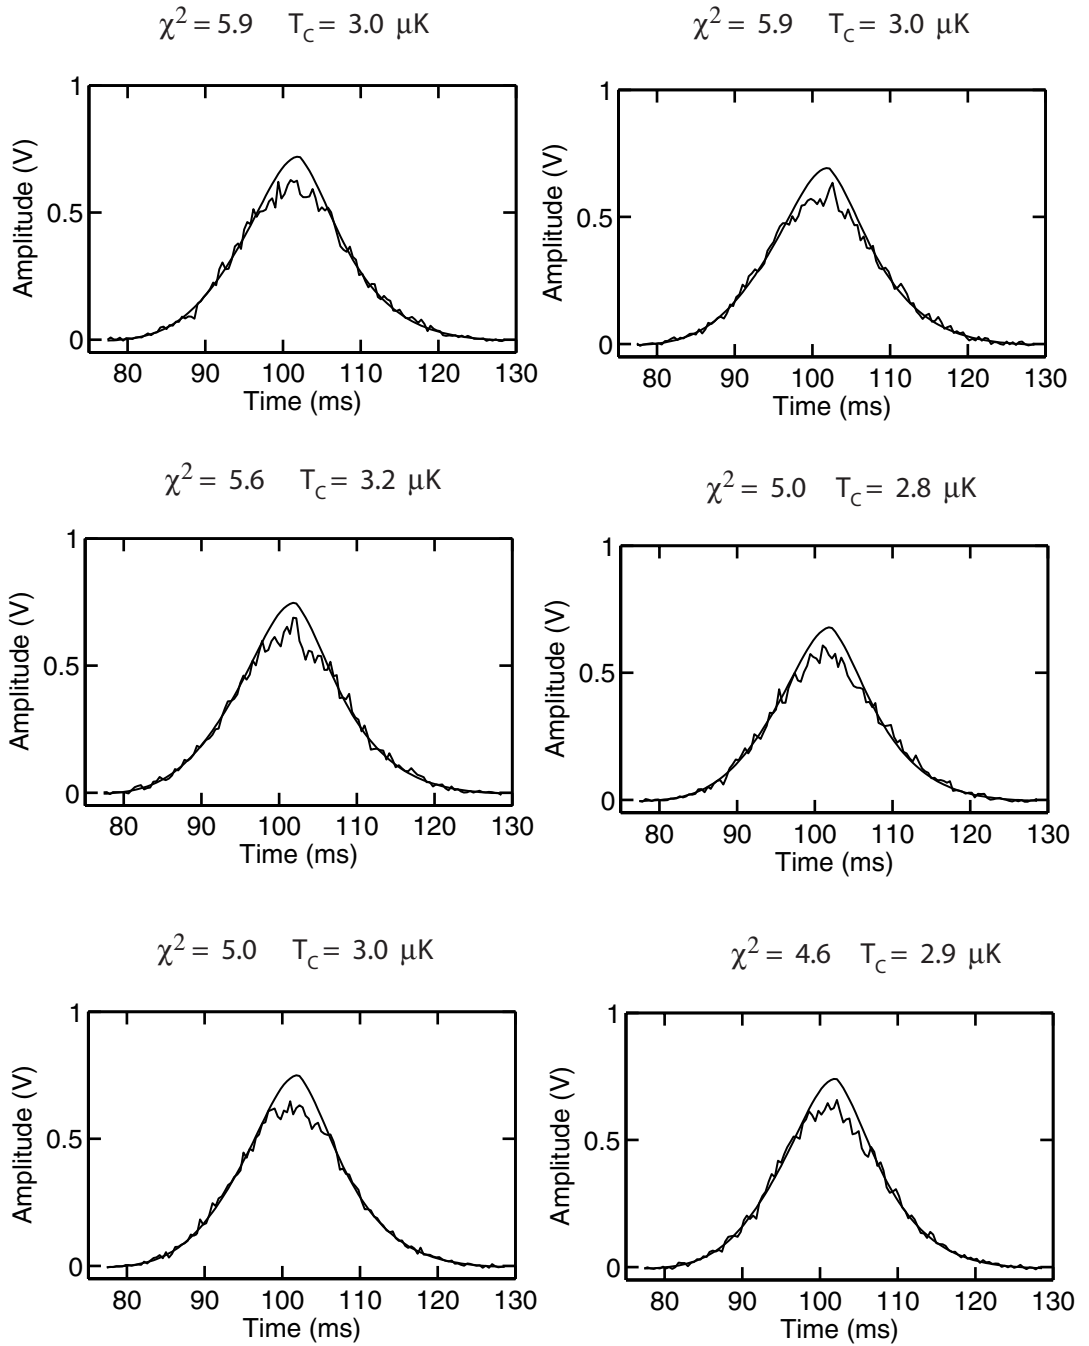 χ² = 5.9 T_C = 3.0 μK
1
0.5
0
80 90 100 110 120 130
Time (ms)
Amplitude (V)
χ² = 5.9 T_C = 3.0 μK
1
0.5
0
80 90 100 110 120 130
Time (ms)
Amplitude (V)
χ² = 5.6 T_C = 3.2 μK
1
0.5
0
80 90 100 110 120 130
Time (ms)
Amplitude (V)
χ² = 5.0 T_C = 2.8 μK
1
0.5
0
80 90 100 110 120 130
Time (ms)
Amplitude (V)
χ² = 5.0 T_C = 3.0 μK
1
0.5
0
80 90 100 110 120 130
Time (ms)
Amplitude (V)
χ² = 4.6 T_C = 2.9 μK
1
0.5
0
80 90 100 110 120 130
Time (ms)
Amplitude (V)